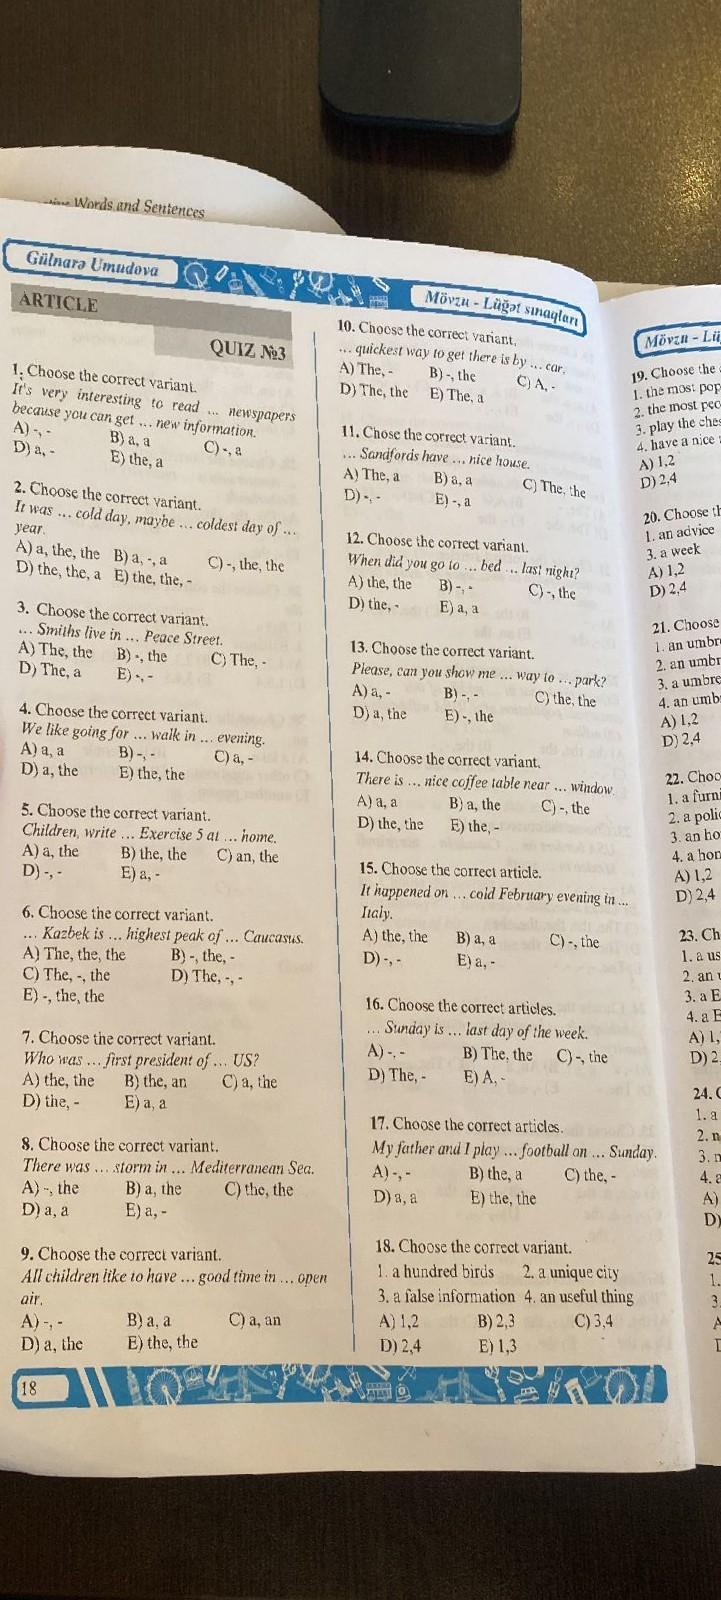 Words and Sentences
Gülnarə Umudova
Mövzu - Lüğət sınaqları
ARTICLE
QUIZ №3
1. Choose the correct variant.
It's very interesting to read ... newspapers
because you can get ... new information.
A) -, - B) a, a C) -, a
D) a, - E) the, a
2. Choose the correct variant.
It was ... cold day, maybe ... coldest day of ...
year.
A) a, the, the B) a, -, a C) -, the, the
D) the, the, a E) the, the, -
3. Choose the correct variant.
... Smiths live in ... Peace Street.
A) The, the B) -, the C) The, -
D) The, a E) -, -
4. Choose the correct variant.
We like going for ... walk in ... evening.
A) a, a B) -, - C) a, -
D) a, the E) the, the
5. Choose the correct variant.
Children, write ... Exercise 5 at ... home.
A) a, the B) the, the C) an, the
D) -, - E) a, -
6. Choose the correct variant.
... Kazbek is ... highest peak of ... Caucasus.
A) The, the, the B) -, the, -
C) The, -, the D) The, -, -
E) -, the, the
7. Choose the correct variant.
Who was ... first president of ... US?
A) the, the B) the, an C) a, the
D) the, - E) a, a
8. Choose the correct variant.
There was ... storm in ... Mediterranean Sea.
A) -, the B) a, the C) the, the
D) a, a E) a, -
9. Choose the correct variant.
All children like to have ... good time in ... open
air.
A) -, - B) a, a C) a, an
D) a, the E) the, the
18
10. Choose the correct variant.
... quickest way to get there is by ... car.
A) The, - B) -, the C) A, -
D) The, the E) The, a
11. Chose the correct variant.
... Sandfords have ... nice house.
A) The, a B) a, a C) The, the
D) -, - E) -, a
12. Choose the correct variant.
When did you go to ... bed ... last night?
A) the, the B) -, - C) -, the
D) the, - E) a, a
13. Choose the correct variant.
Please, can you show me ... way to ... park?
A) a, - B) -, - C) the, the
D) a, the E) -, the
14. Choose the correct variant.
There is ... nice coffee table near ... window.
A) a, a B) a, the C) -, the
D) the, the E) the, -
15. Choose the correct article.
It happened on ... cold February evening in ...
Italy.
A) the, the B) a, a C) -, the
D) -, - E) a, -
16. Choose the correct articles.
... Sunday is ... last day of the week.
A) -, - B) The, the C) -, the
D) The, - E) A, -
17. Choose the correct articles.
My father and I play ... football on ... Sunday.
A) -, - B) the, a C) the, -
D) a, a E) the, the
18. Choose the correct variant.
1. a hundred birds 2. a unique city
3. a false information 4. an useful thing
A) 1,2 B) 2,3 C) 3,4
D) 2,4 E) 1,3
Mövzu - Lü
19. Choose the
1. the most pop
2. the most peo
3. play the ches
4. have a nice
A) 1,2
D) 2,4
20. Choose th
1. an advice
3. a week
A) 1,2
D) 2,4
21. Choose
1. an umbre
2. an umbr
3. a umbre
4. an umb
A) 1,2
D) 2,4
22. Choo
1. a furni
2. a polic
3. an ho
4. a hon
A) 1,2
D) 2,4
23. Ch
1. a us
2. an
3. a E
4. a E
A) 1,
D) 2
24.
1. a
2. n
3.
4. a
A)
D)
25
1.
3.